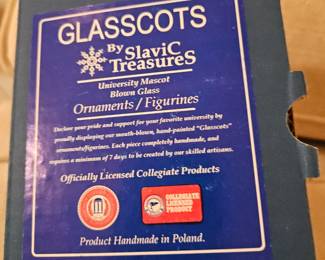 GLASSCOTS
By SlaviC
TreasureS
University Mascot
Blown Glass
Ornaments/Figurines
Declare your pride and support for your favorite university by
proudly displaying our mouth-blown, hand-painted "Glasscots"
ornaments/figurines. Each piece completely handmade, and
requires a minimum of 7 days to be created by our skilled artisans.
Officially Licensed Collegiate Products
COLLEGIATE
LICENSED
PRODUCT
Product Handmade in Poland.